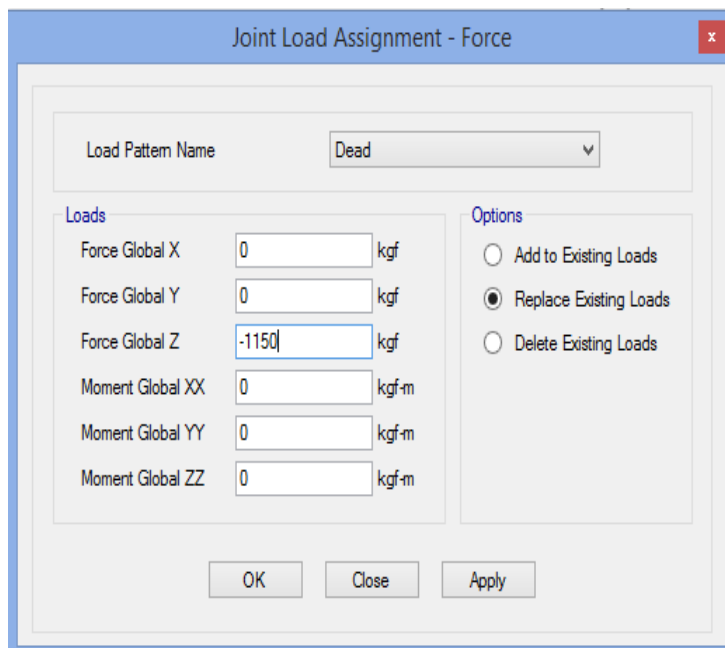 Joint Load Assignment - Force
x
Load Pattern Name Dead
Loads
Force Global X 0 kgf
Force Global Y 0 kgf
Force Global Z -1150 kgf
Moment Global XX 0 kgf-m
Moment Global YY 0 kgf-m
Moment Global ZZ 0 kgf-m
Options
Add to Existing Loads
Replace Existing Loads
Delete Existing Loads
OK Close Apply